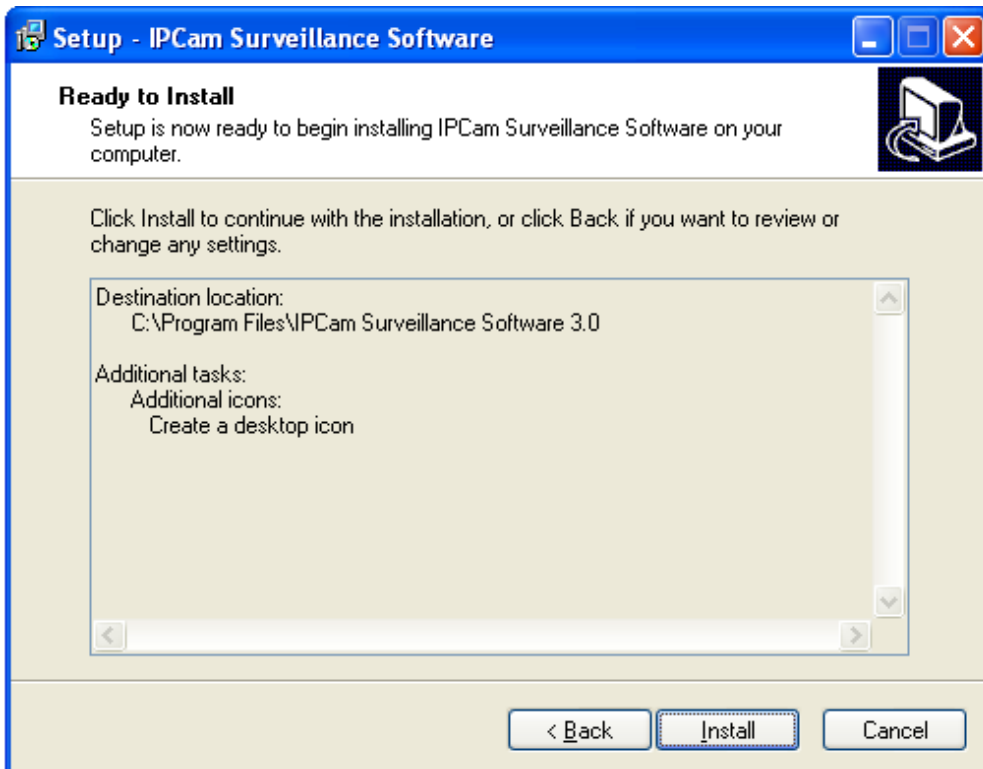 Setup - IPCam Surveillance Software
Ready to Install
Setup is now ready to begin installing IPCam Surveillance Software on your
computer.
Click Install to continue with the installation, or click Back if you want to review or
change any settings.
Destination location:
C:\Program Files\IPCam Surveillance Software 3.0
Additional tasks:
Additional icons:
Create a desktop icon
< Back
Install
Cancel